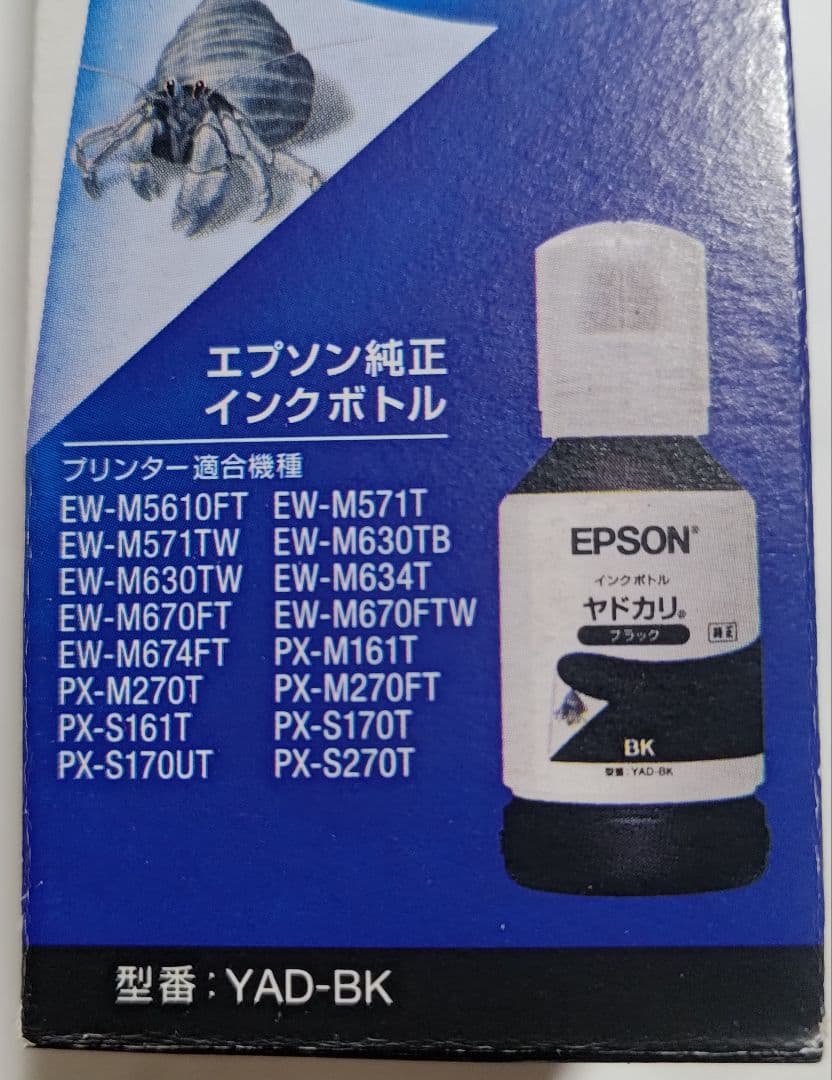 エプソン純正
インクボトル
プリンター適合機種
EW-M5610FT EW-M571T
EW-M571TW EW-M630TB
EW-M630TW EW-M634T
EW-M670FT EW-M670FTW
EW-M674FT PX-M161T
PX-M270T PX-M270FT
PX-S161T PX-S170T
PX-S170UT PX-S270T
EPSON®
インクボトル
ヤドカリ®
ブラック
純正
BK
型番:YAD-BK
型番:YAD-BK